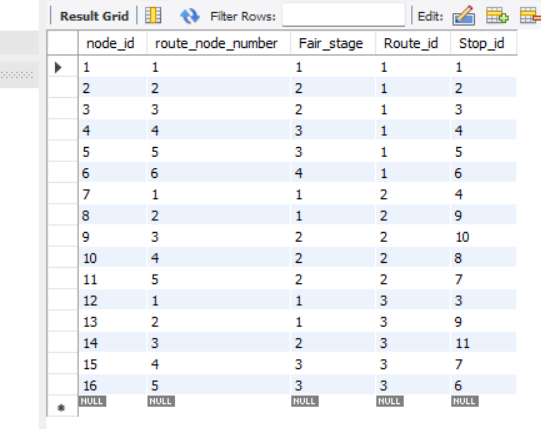 Result Grid Filter Rows: Edit:
node_id route_node_number Fair_stage Route_id Stop_id
1 1 1 1 1
2 2 2 1 2
3 3 2 1 3
4 4 3 1 4
5 5 3 1 5
6 6 4 1 6
7 1 1 2 4
8 2 1 2 9
9 3 2 2 10
10 4 2 2 8
11 5 2 2 7
12 1 1 3 3
13 2 1 3 9
14 3 2 3 11
15 4 3 3 7
16 5 3 3 6
NULL NULL NULL NULL NULL